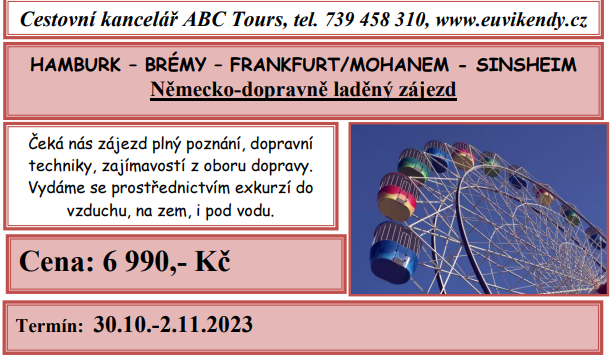 Cestovní kancelář ABC Tours, tel. 739 458 310, www.euvikendy.cz
HAMBURK – BRÉMY – FRANKFURT/MOHANEM - SINSHEIM
Německo-dopravně laděný zájezd
Čeká nás zájezd plný poznání, dopravní
techniky, zajímavostí z oboru dopravy.
Vydáme se prostřednictvím exkurzí do
vzduchu, na zem, i pod vodu.
Cena: 6 990,- Kč
Termín: 30.10.-2.11.2023